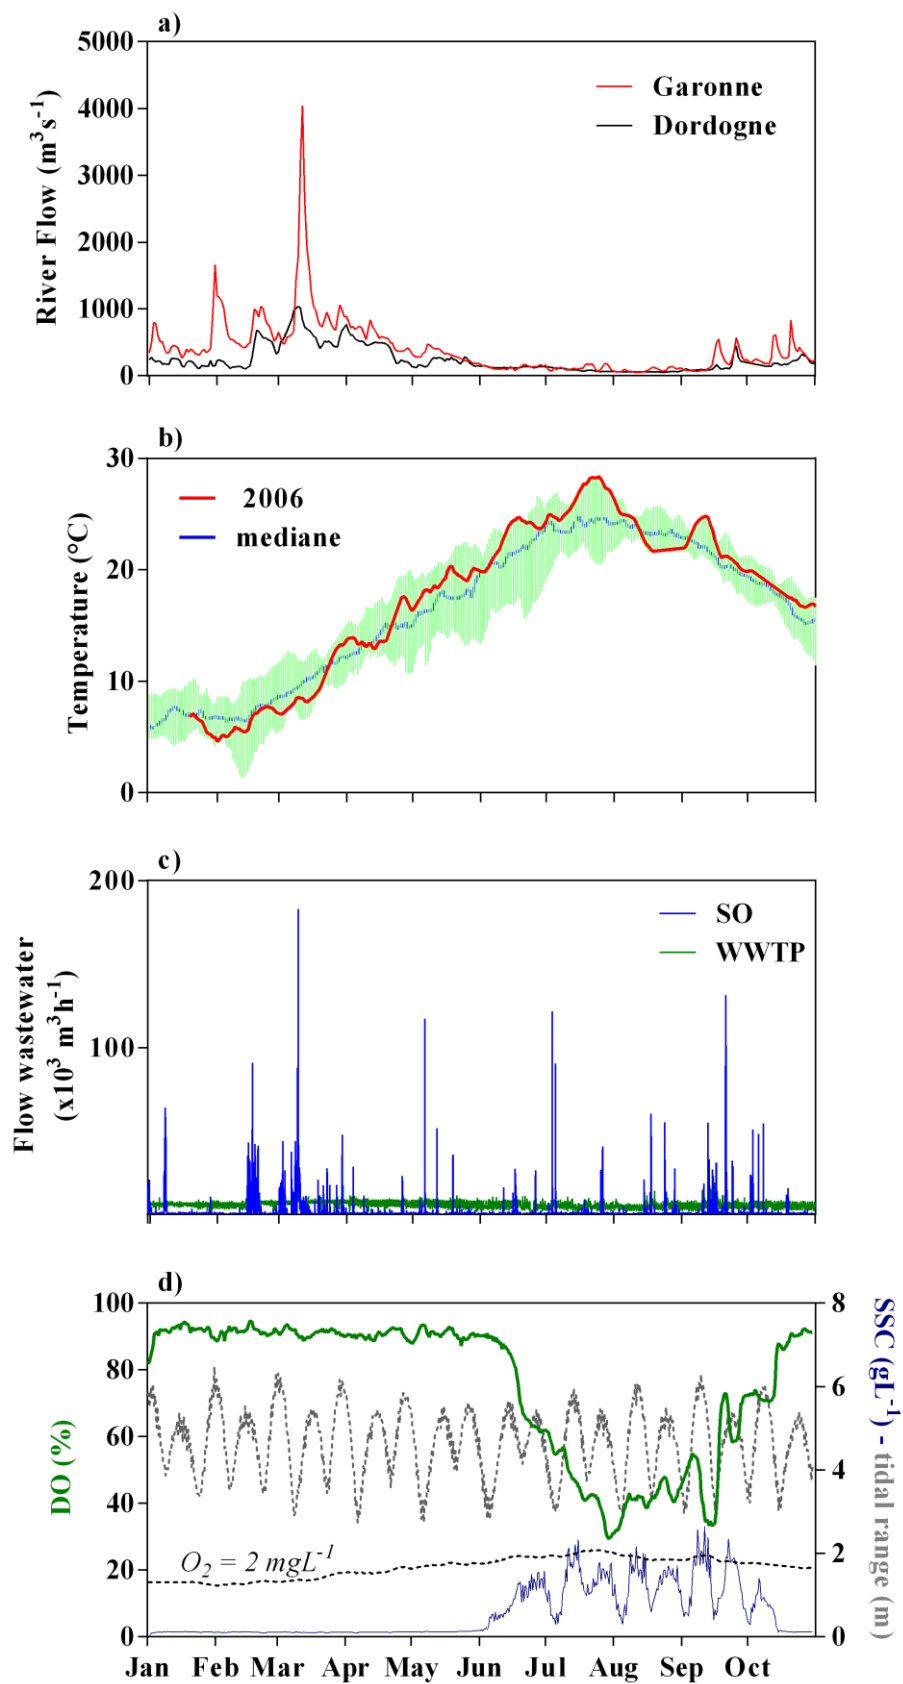 a)
5000
4000
3000
2000
1000
0
River Flow (m³s⁻¹)
Garonne
Dordogne
b)
30
20
10
0
Temperature (°C)
2006
mediane
c)
200
100
Flow wastewater
(x10³ m³h⁻¹)
SO
WWTP
d)
100
80
60
40
20
0
DO (%)
O₂ = 2 mgL⁻¹
8
6
4
2
0
SSC (gL⁻¹) - tidal range (m)
Jan Feb Mar Apr May Jun Jul Aug Sep Oct